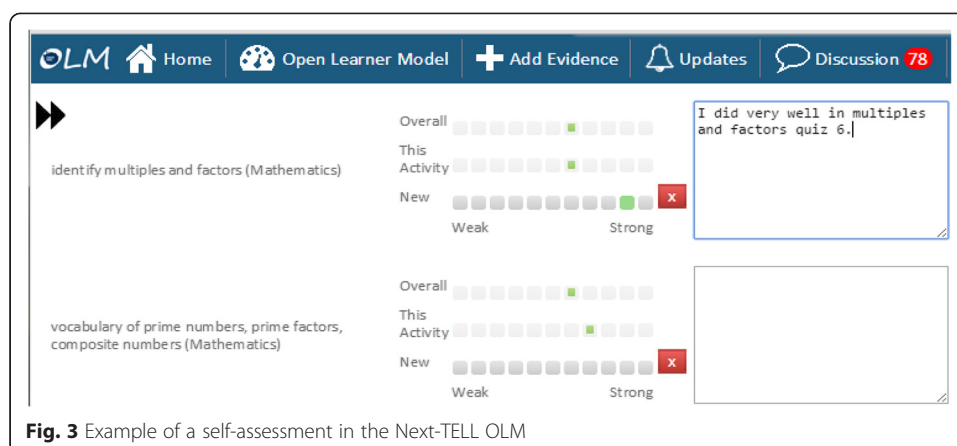 OLM Home Open Learner Model Add Evidence Updates Discussion 78
identify multiples and factors (Mathematics)
Overall
This
Activity
New x
Weak Strong
I did very well in multiples
and factors quiz 6.
vocabulary of prime numbers, prime factors,
composite numbers (Mathematics)
Overall
This
Activity
New x
Weak Strong
Fig. 3 Example of a self-assessment in the Next-TELL OLM